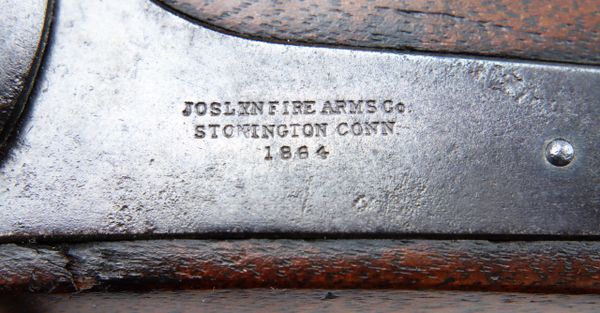 JOSLYN FIRE ARMS Co.
STONINGTON CONN.
1864